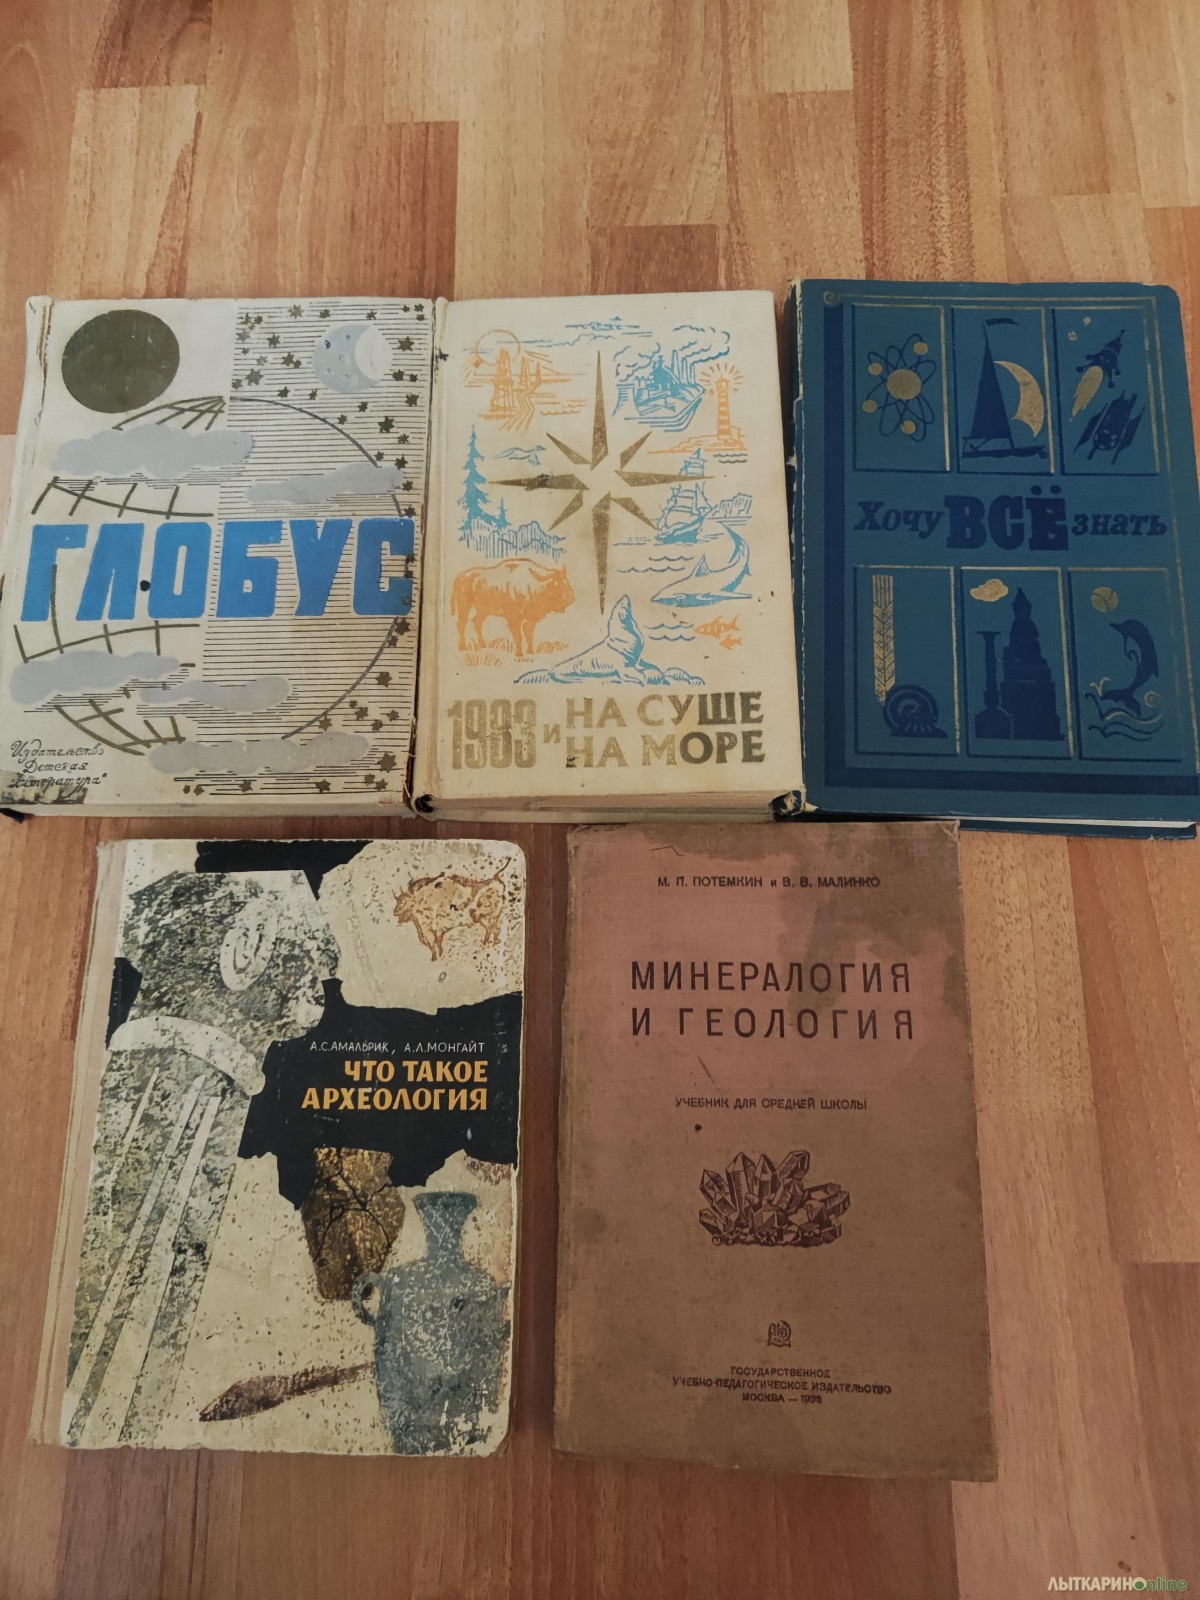 ГЛОБУС
Издательство
Детская
литература"
1983 и НА СУШЕ
НА МОРЕ
Хочу ВСЁ знать
А.С.АМАЛЬРИК, А.Л.МОНГАЙТ
ЧТО ТАКОЕ
АРХЕОЛОГИЯ
М. П. ПОТЕМКИН и В. В. МАЛИНКО
МИНЕРАЛОГИЯ
И ГЕОЛОГИЯ
УЧЕБНИК ДЛЯ СРЕДНЕЙ ШКОЛЫ
ГОСУДАРСТВЕННОЕ
УЧЕБНО-ПЕДАГОГИЧЕСКОЕ ИЗДАТЕЛЬСТВО
МОСКВА —
ЛЫТКАРИНОonline